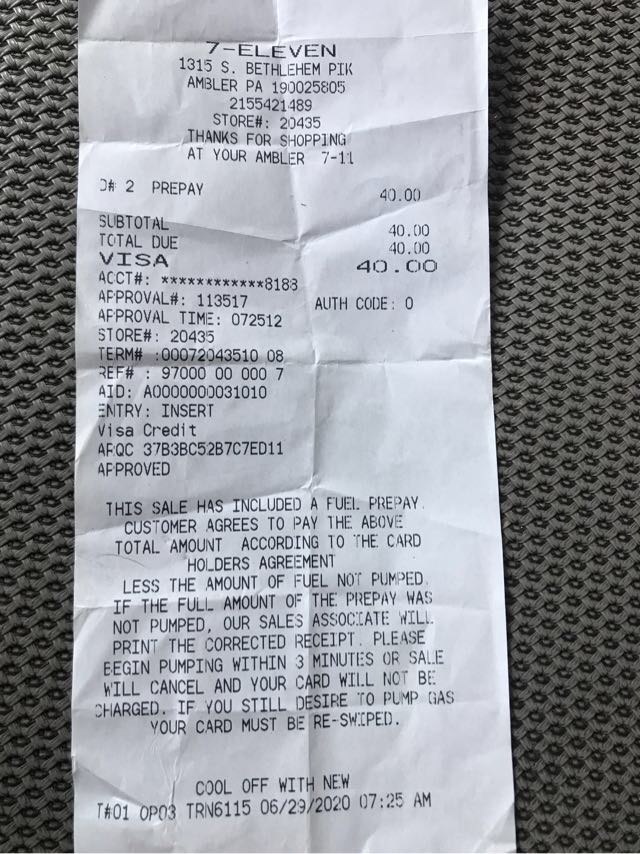 7-ELEVEN
1315 S. BETHLEHEM PIK
AMBLER PA 190025805
2155421489
STORE#: 20435
THANKS FOR SHOPPING
AT YOUR AMBLER 7-11
# 2 PREPAY 40.00
SUBTOTAL 40.00
TOTAL DUE 40.00
VISA 40.00
ACCT#: ************8188
APPROVAL#: 113517 AUTH CODE: 0
APPROVAL TIME: 072512
STORE#: 20435
TERM# :00072043510 08
REF# : 97000 00 000 7
AID: A0000000031010
ENTRY: INSERT
Visa Credit
ARQC 37B3BC52B7C7ED11
APPROVED
THIS SALE HAS INCLUDED A FUEL PREPAY.
CUSTOMER AGREES TO PAY THE ABOVE
TOTAL AMOUNT ACCORDING TO THE CARD
HOLDERS AGREEMENT
LESS THE AMOUNT OF FUEL NOT PUMPED.
IF THE FULL AMOUNT OF THE PREPAY WAS
NOT PUMPED, OUR SALES ASSOCIATE WILL
PRINT THE CORRECTED RECEIPT. PLEASE
BEGIN PUMPING WITHIN 3 MINUTES OR SALE
WILL CANCEL AND YOUR CARD WILL NOT BE
CHARGED. IF YOU STILL DESIRE TO PUMP GAS
YOUR CARD MUST BE RE-SWIPED.
COOL OFF WITH NEW
T#01 OP03 TRN6115 06/29/2020 07:25 AM